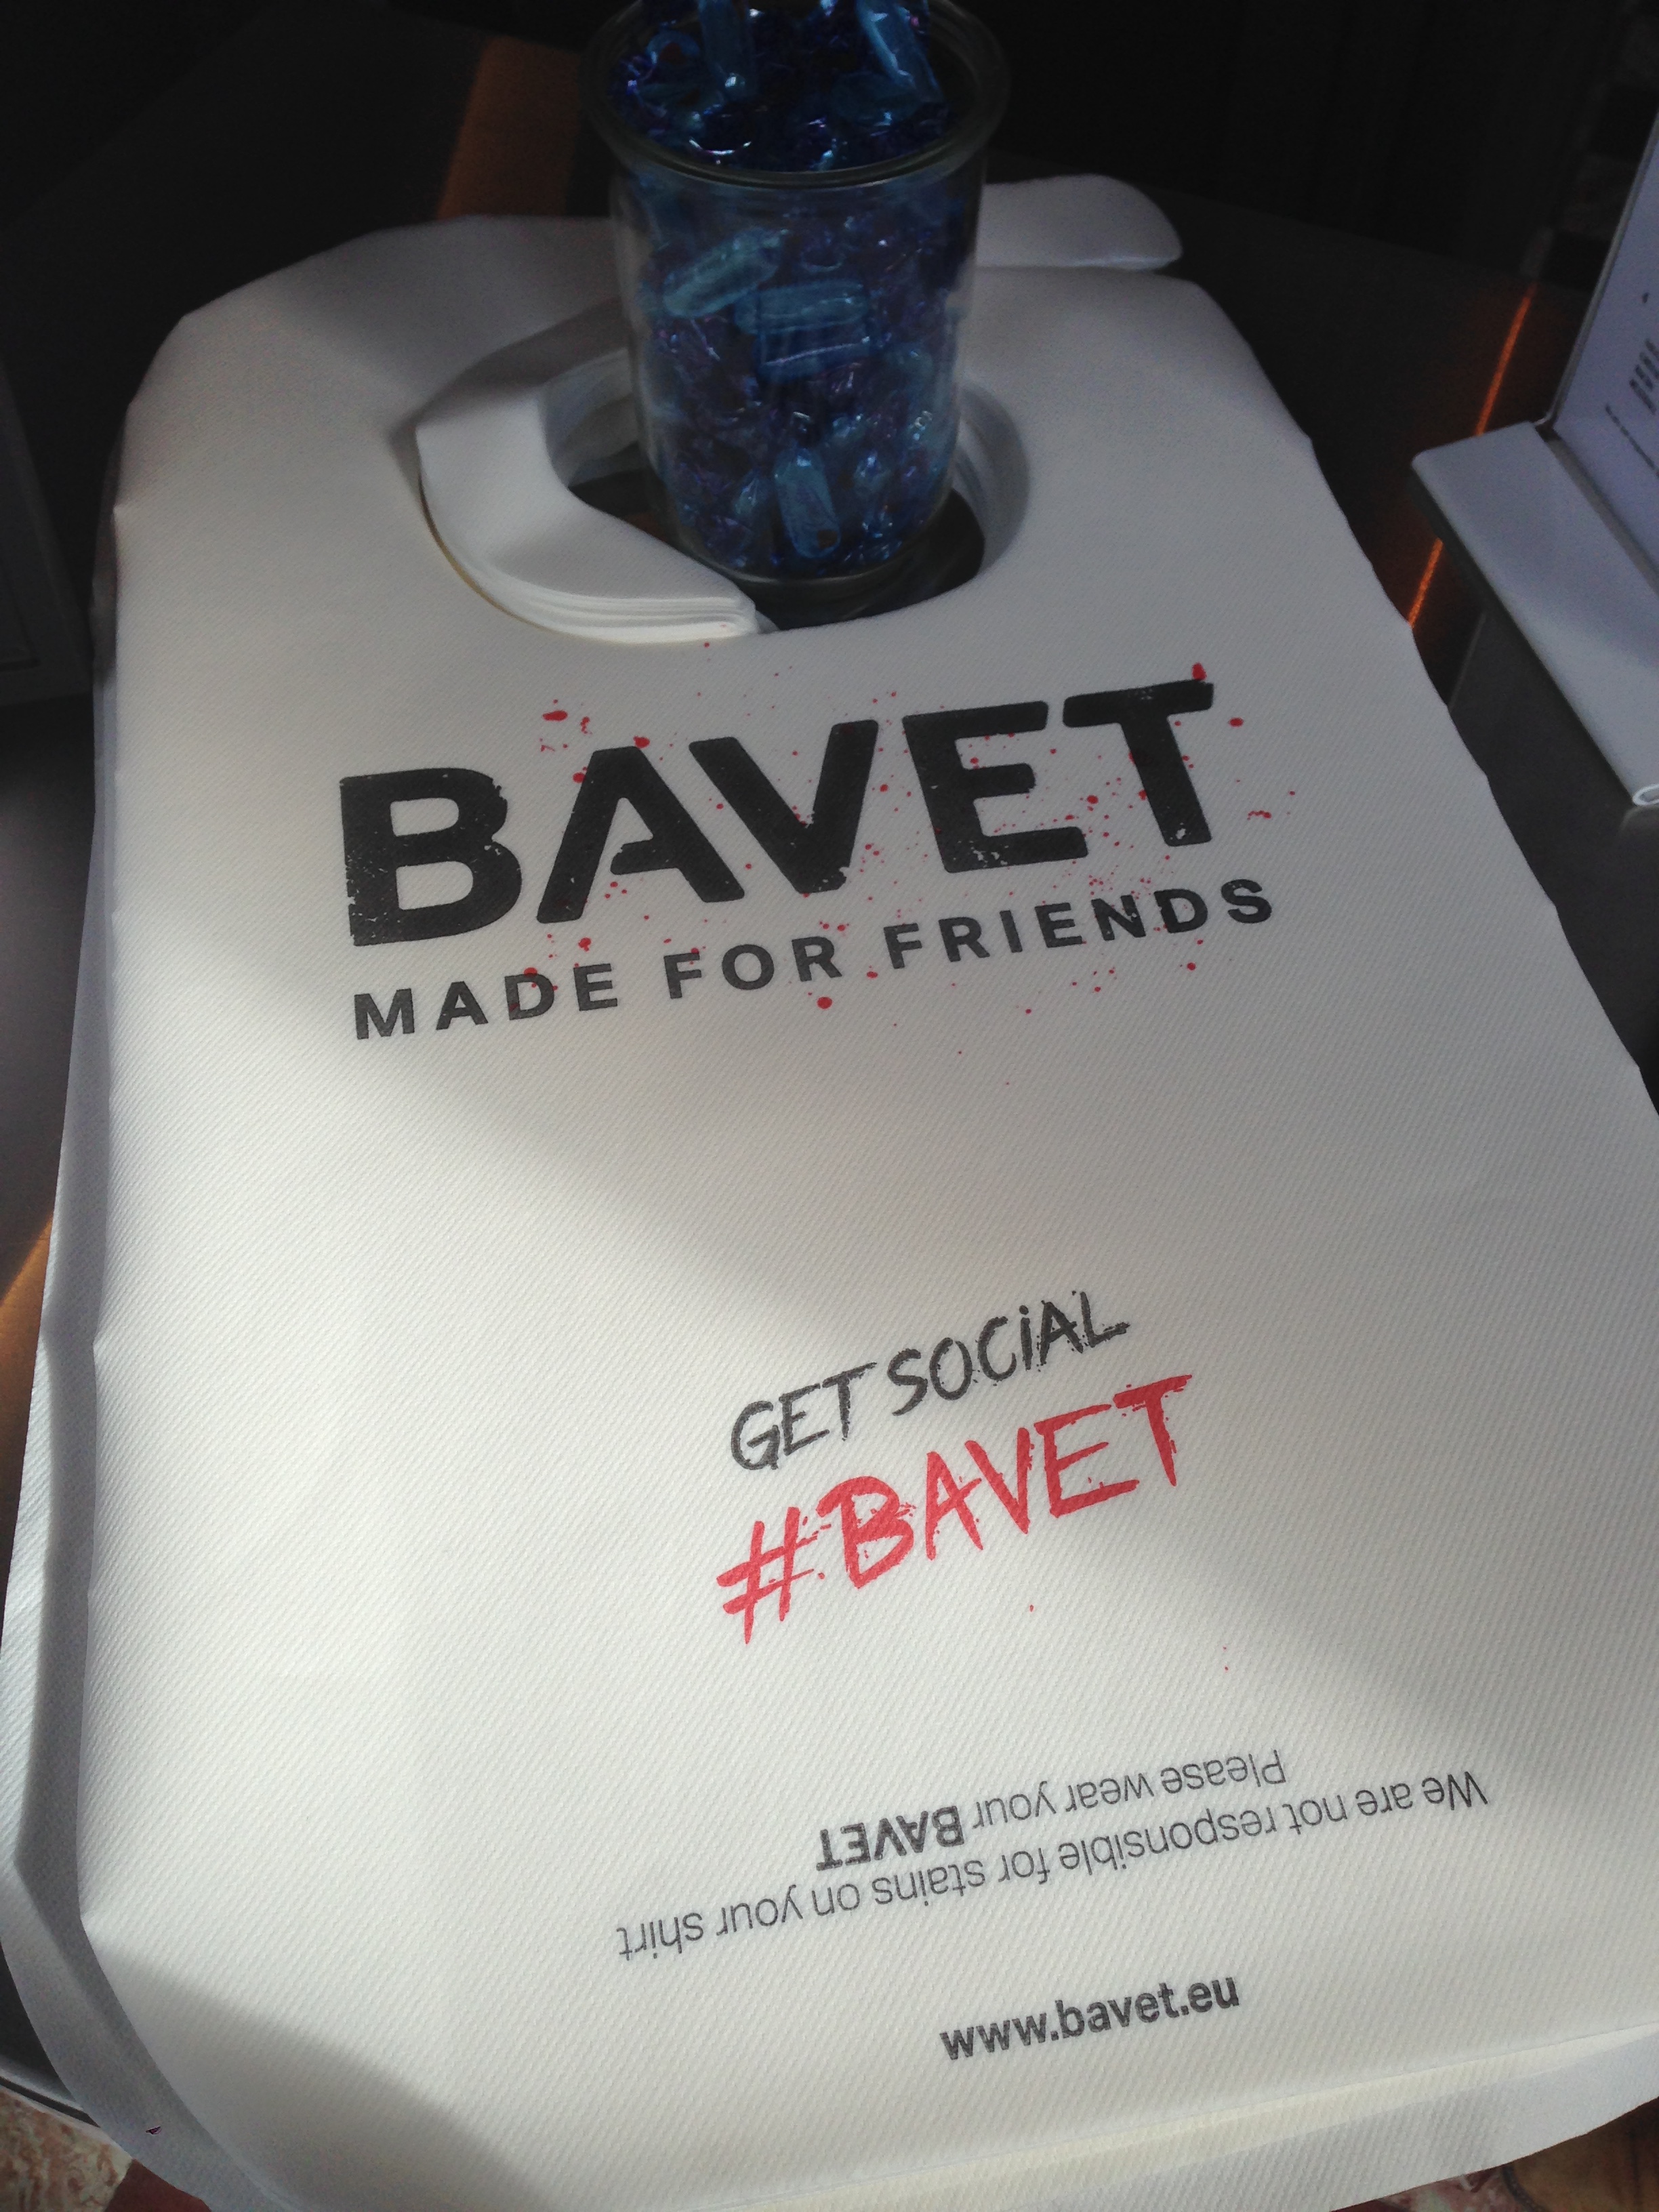 BAVET
MADE FOR FRIENDS
GET SOCiAL
#BAVET
We are not responsible for stains on your shirt
Please wear your BAVET
www.bavet.eu